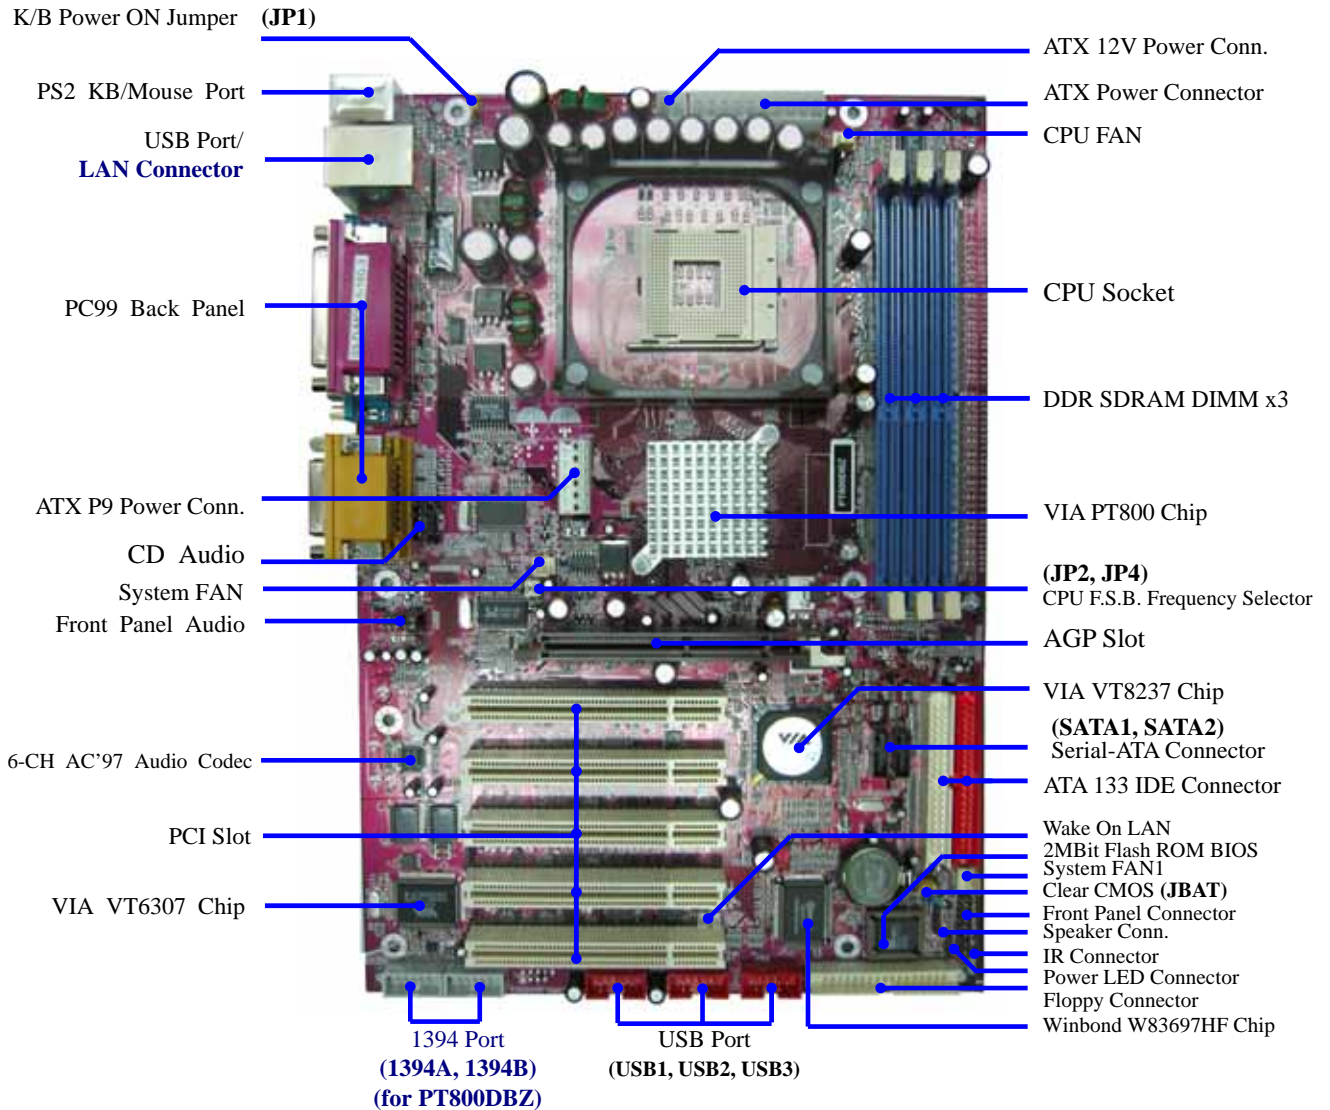 K/B Power ON Jumper (JP1)
PS2 KB/Mouse Port
USB Port/
LAN Connector
PC99 Back Panel
ATX P9 Power Conn.
CD Audio
System FAN
Front Panel Audio
6-CH AC’97 Audio Codec
PCI Slot
VIA VT6307 Chip
1394 Port
(1394A, 1394B)
(for PT800DBZ)
USB Port
(USB1, USB2, USB3)
ATX 12V Power Conn.
ATX Power Connector
CPU FAN
CPU Socket
DDR SDRAM DIMM x3
VIA PT800 Chip
(JP2, JP4)
CPU F.S.B. Frequency Selector
AGP Slot
VIA VT8237 Chip
(SATA1, SATA2)
Serial-ATA Connector
ATA 133 IDE Connector
Wake On LAN
2MBit Flash ROM BIOS
System FAN1
Clear CMOS (JBAT)
Front Panel Connector
Speaker Conn.
IR Connector
Power LED Connector
Floppy Connector
Winbond W83697HF Chip
VIA